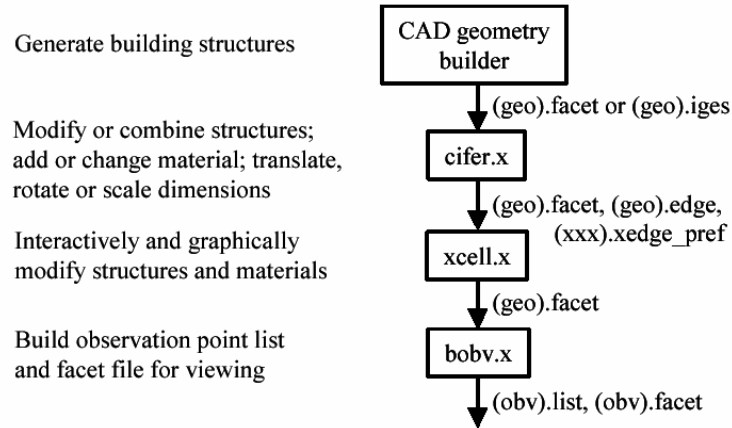 Generate building structures
CAD geometry
builder
(geo).facet or (geo).iges
Modify or combine structures;
add or change material; translate,
rotate or scale dimensions
cifer.x
(geo).facet, (geo).edge,
(xxx).xedge_pref
Interactively and graphically
modify structures and materials
xcell.x
(geo).facet
Build observation point list
and facet file for viewing
bobv.x
(obv).list, (obv).facet